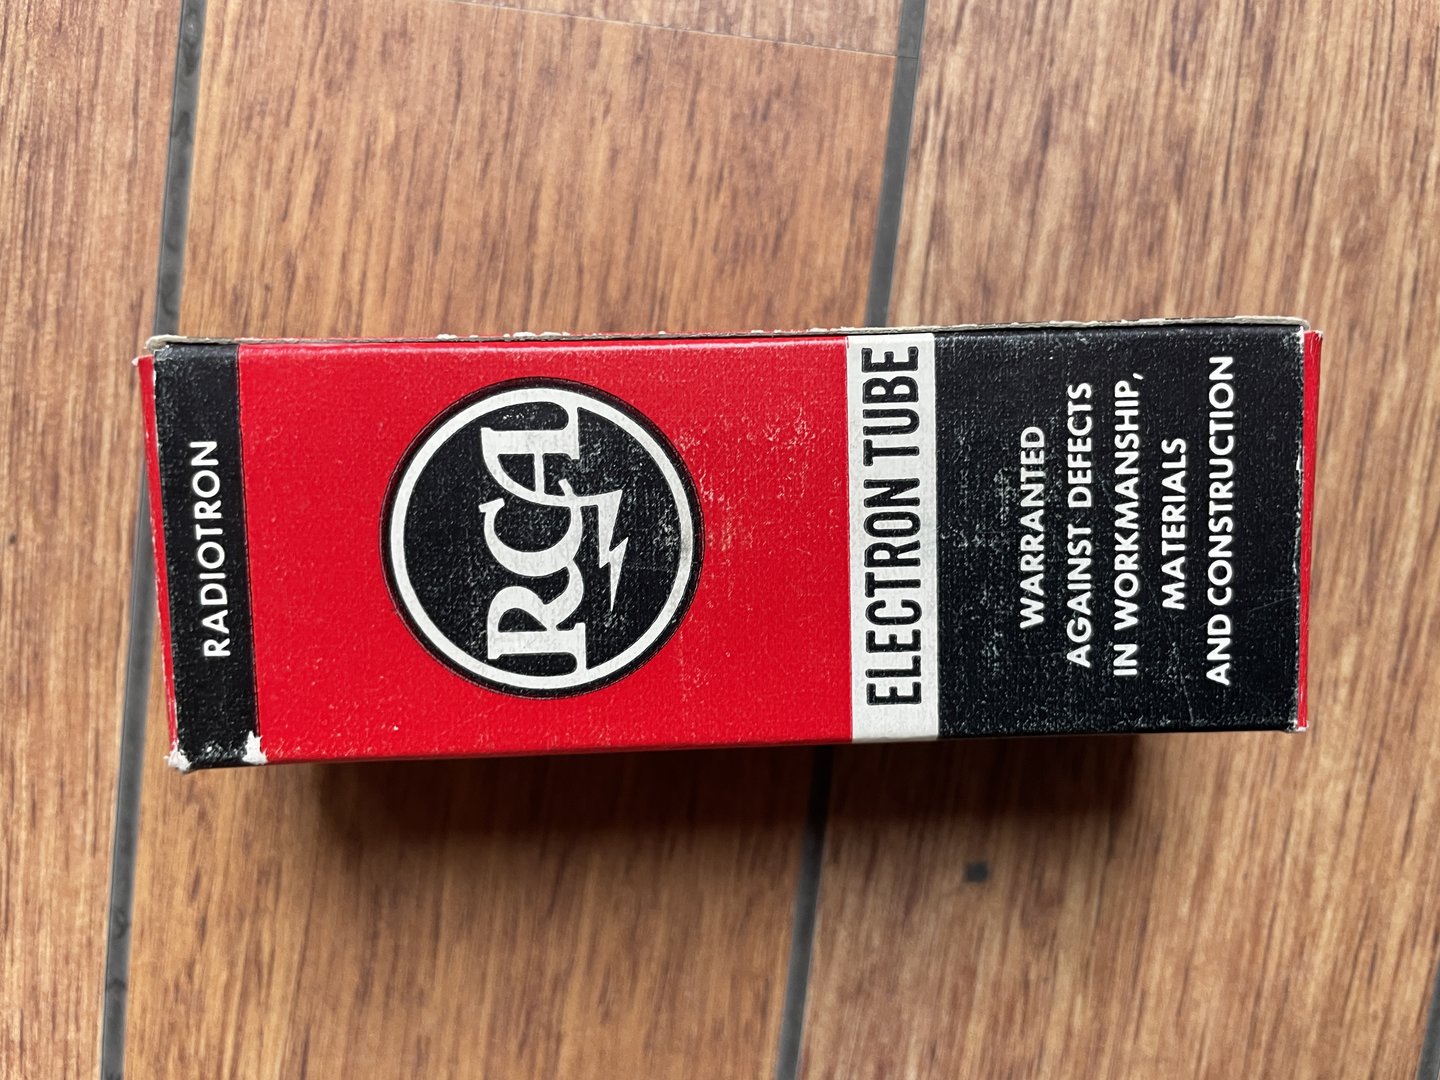 RADIOTRON
RCA
ELECTRON TUBE
WARRANTED
AGAINST DEFECTS
IN WORKMANSHIP,
MATERIALS
AND CONSTRUCTION